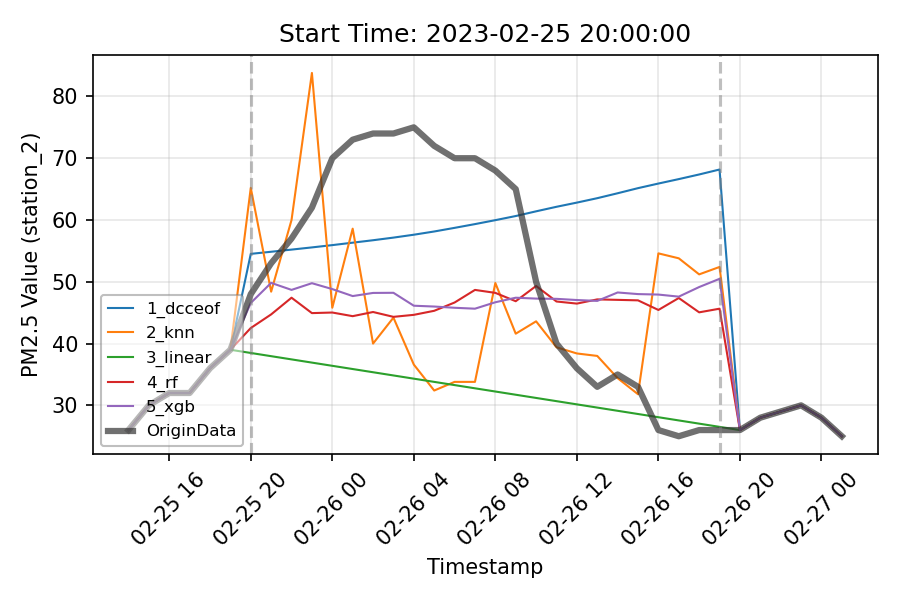 Start Time: 2023-02-25 20:00:00
PM2.5 Value (station_2)
80
70
60
50
40
30
1_dcceof
2_knn
3_linear
4_rf
5_xgb
OriginData
02-25 16
02-25 20
02-26 00
02-26 04
02-26 08
02-26 12
02-26 16
02-26 20
02-27 00
Timestamp